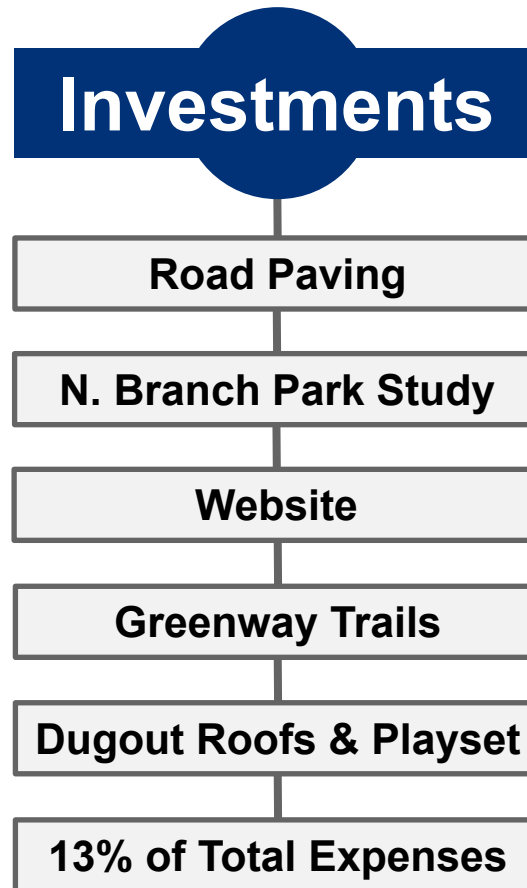 Investments
Road Paving
N. Branch Park Study
Website
Greenway Trails
Dugout Roofs & Playset
13% of Total Expenses